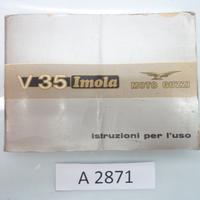 V 35 Imola MOTO GUZZI
istruzioni per l'uso
A 2871